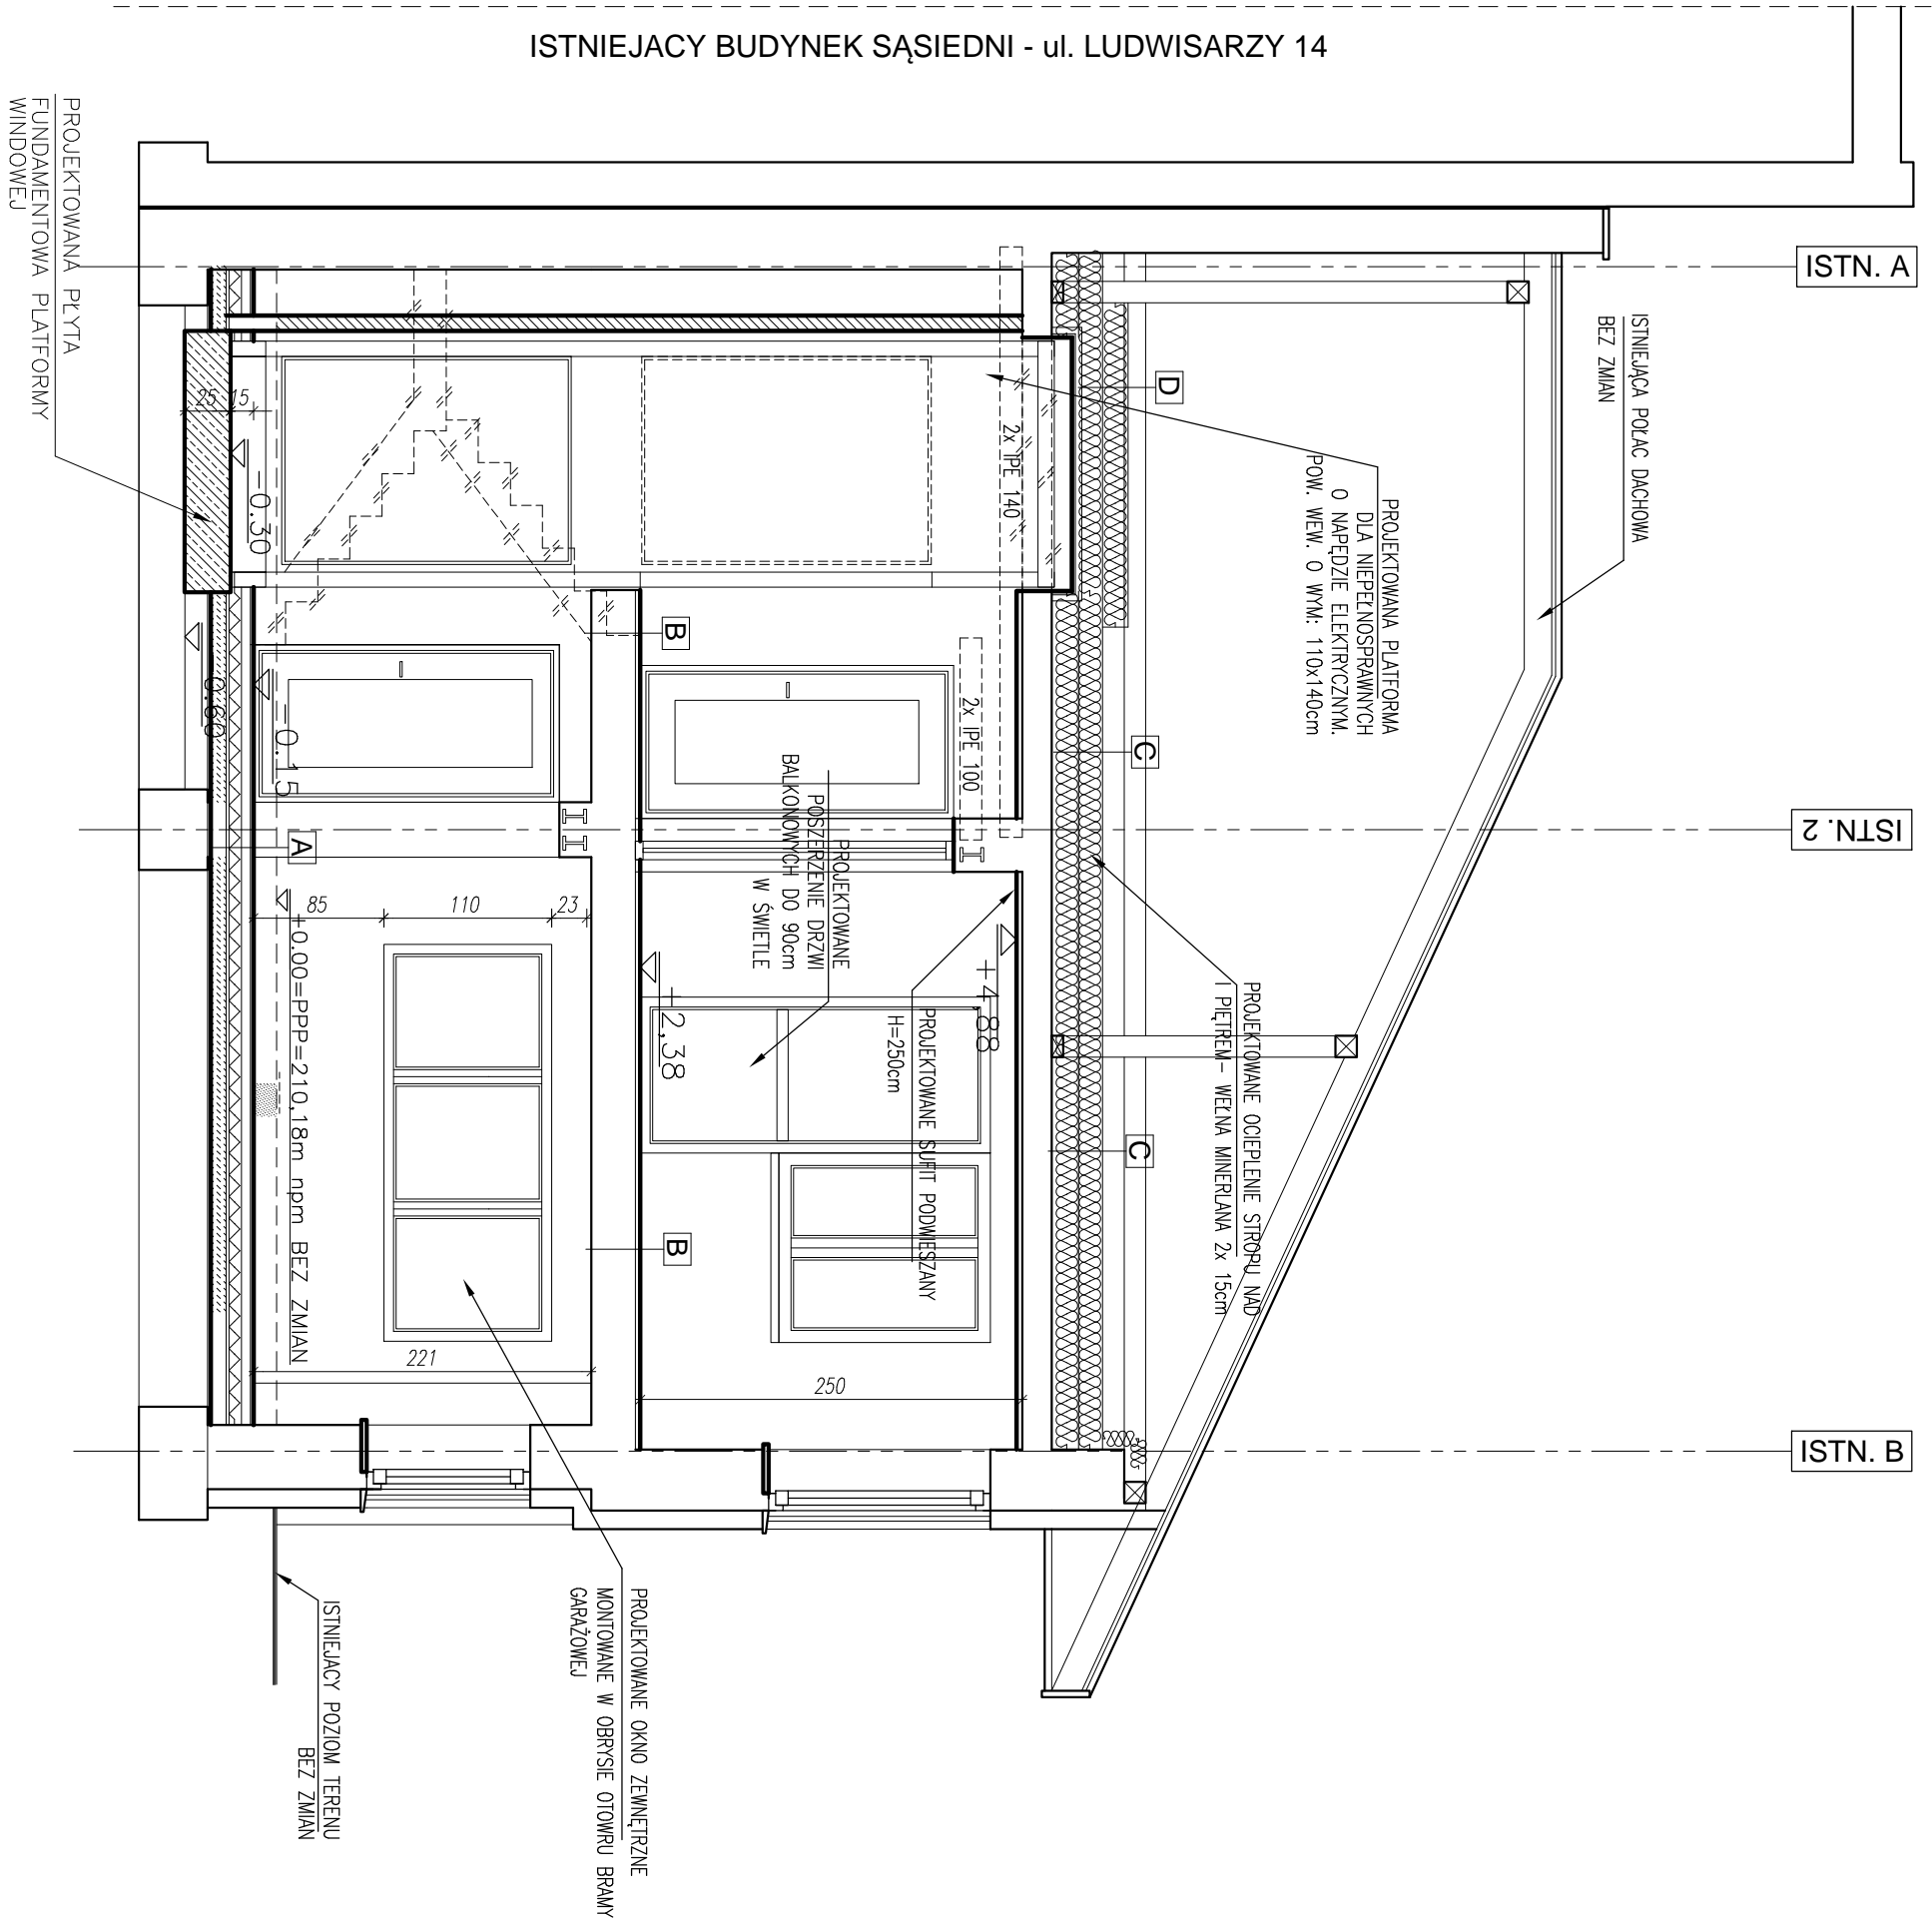 ISTNIEJACY BUDYNEK SĄSIEDNI - ul. LUDWISARZY 14
ISTN. A
ISTN. 2
ISTN. B
ISTNIEJĄCA POŁAC DACHOWA
BEZ ZMIAN
PROJEKTOWANA PLATFORMA
DLA NIEPEŁNOSPRAWNYCH
O NAPĘDZIE ELEKTRYCZNYM.
POW. WEW. O WYM: 110x140cm
PROJEKTOWANE OCIEPLENIE STROPU NAD
I PIĘTREM- WEŁNA MINERLANA 2x 15cm
D
C
C
2x IPE 140
2x IPE 100
+4,88
PROJEKTOWANE SUFIT PODWIESZANY
H=250cm
PROJEKTOWANE
POSZERZENIE DRZWI
BALKONOWYCH DO 90cm
W ŚWIETLE
250
+2,38
B
B
PROJEKTOWANE OKNO ZEWNĘTRZNE
MONTOWANE W OBRYSIE OTOWRU BRAMY
GARAŻOWEJ
85
110
23
221
+0.00=PPP=210,18m npm BEZ ZMIAN
A
-0.15
-0.30
0.60
25
15
ISTNIEJACY POZIOM TERENU
BEZ ZMIAN
PROJEKTOWANA PŁYTA
FUNDAMENTOWA PLATFORMY
WINDOWEJ